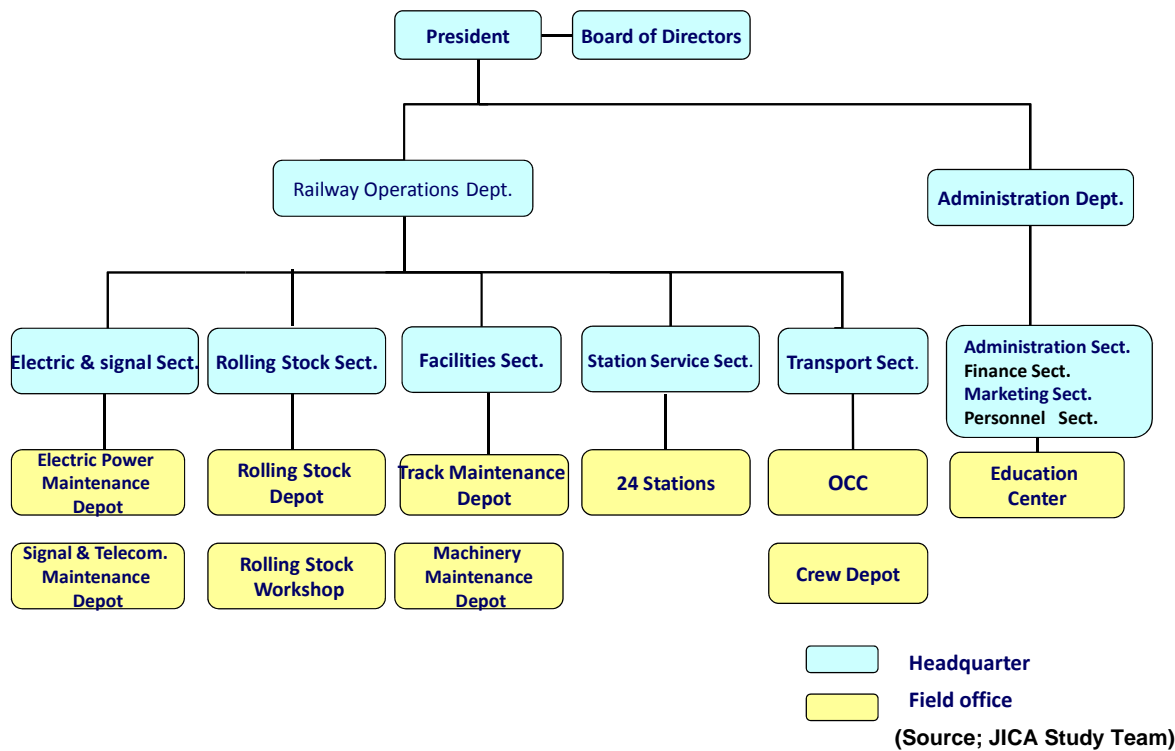 President
Board of Directors
Railway Operations Dept.
Administration Dept.
Electric & signal Sect.
Rolling Stock Sect.
Facilities Sect.
Station Service Sect.
Transport Sect.
Administration Sect.
Finance Sect.
Marketing Sect.
Personnel Sect.
Electric Power
Maintenance
Depot
Rolling Stock
Depot
Track Maintenance
Depot
24 Stations
OCC
Education
Center
Signal & Telecom.
Maintenance
Depot
Rolling Stock
Workshop
Machinery
Maintenance
Depot
Crew Depot
Headquarter
Field office
(Source; JICA Study Team)